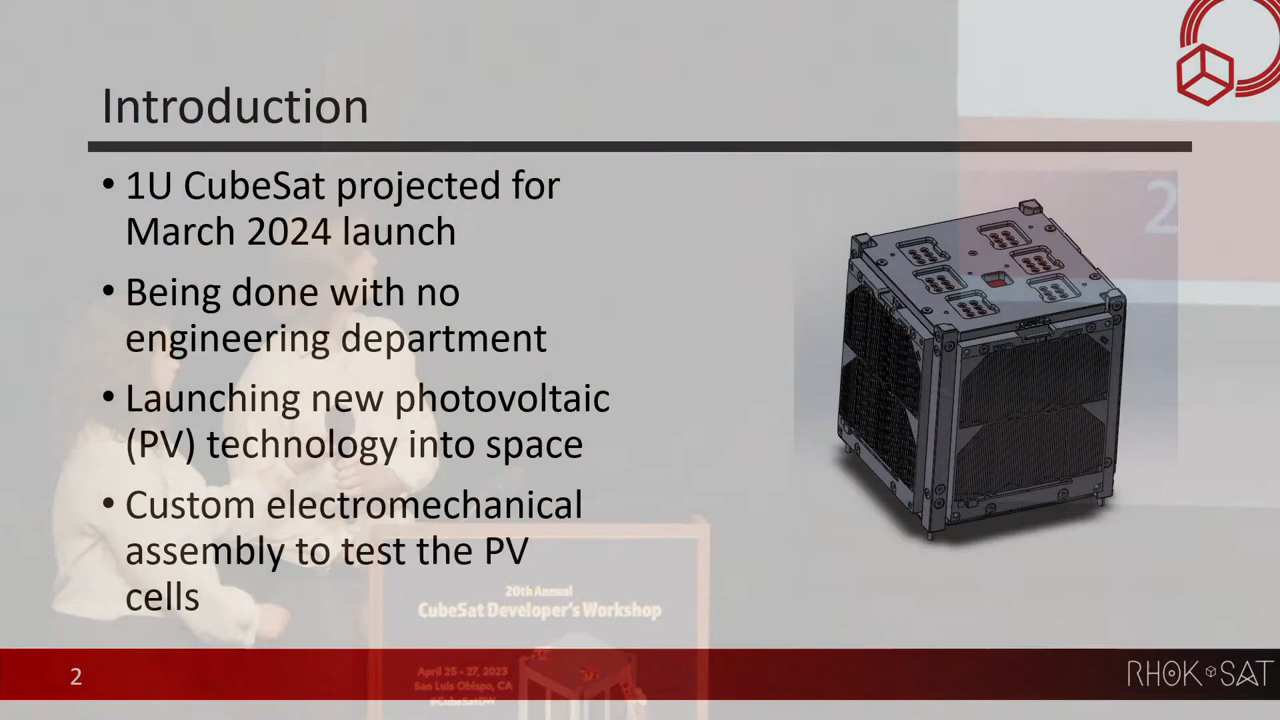 Introduction
• 1U CubeSat projected for
March 2024 launch
• Being done with no
engineering department
• Launching new photovoltaic
(PV) technology into space
• Custom electromechanical
assembly to test the PV
cells
2
20th Annual
CubeSat Developer's Workshop
April 25 - 27, 2023
San Luis Obispo, CA
#CubeSatDW
2
RHOK SAT